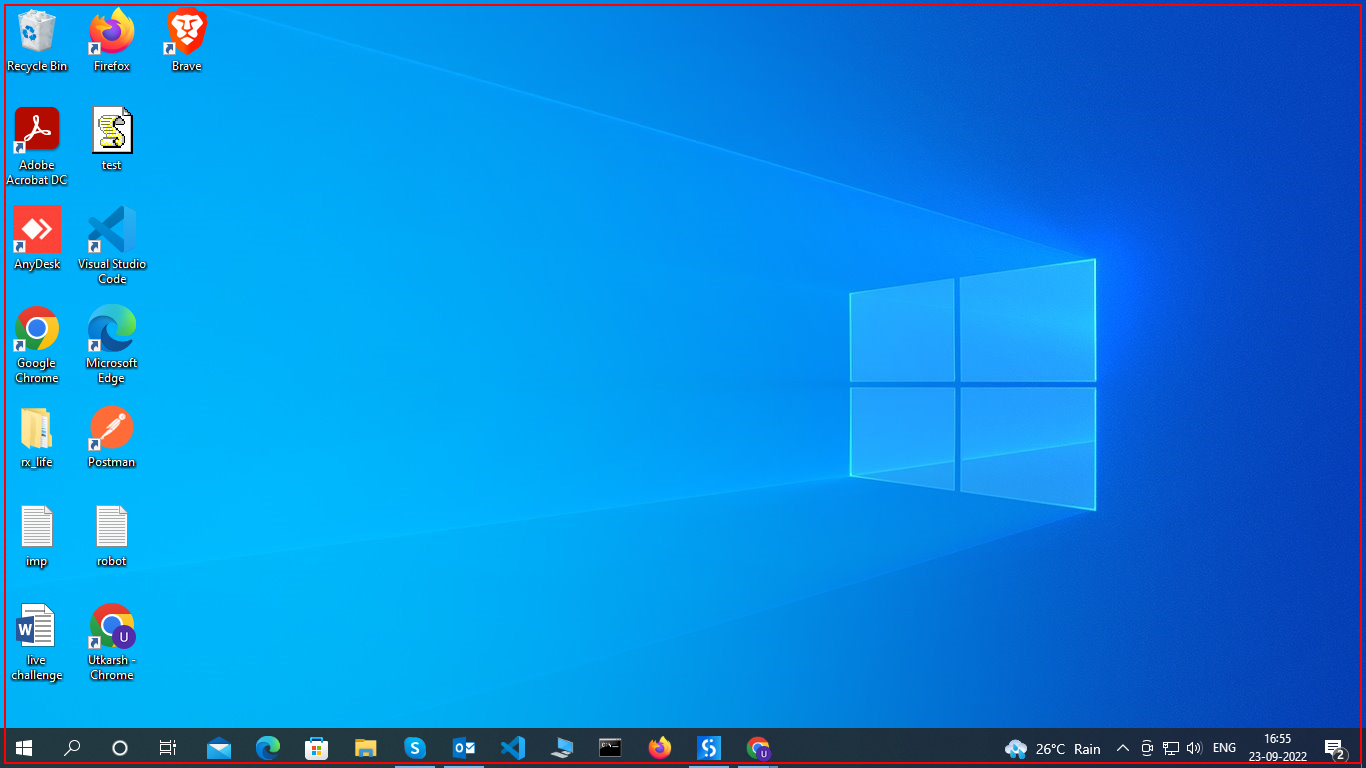 Recycle Bin
Firefox
Brave
Adobe
Acrobat DC
test
AnyDesk
Visual Studio
Code
Google
Chrome
Microsoft
Edge
rx_life
Postman
imp
robot
W
live
challenge
U
Utkarsh -
Chrome
U
26°C Rain
ENG
16:55
23-09-2022
2